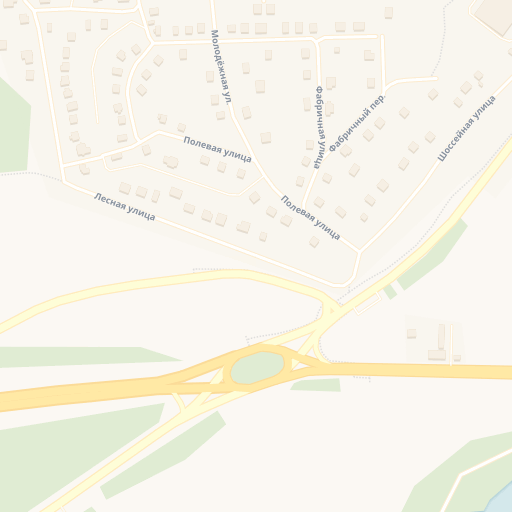 Молодёжная ул.
Фабричная улица
Фабричный пер.
Шоссейная улица
Полевая улица
Лесная улица
Полевая улица